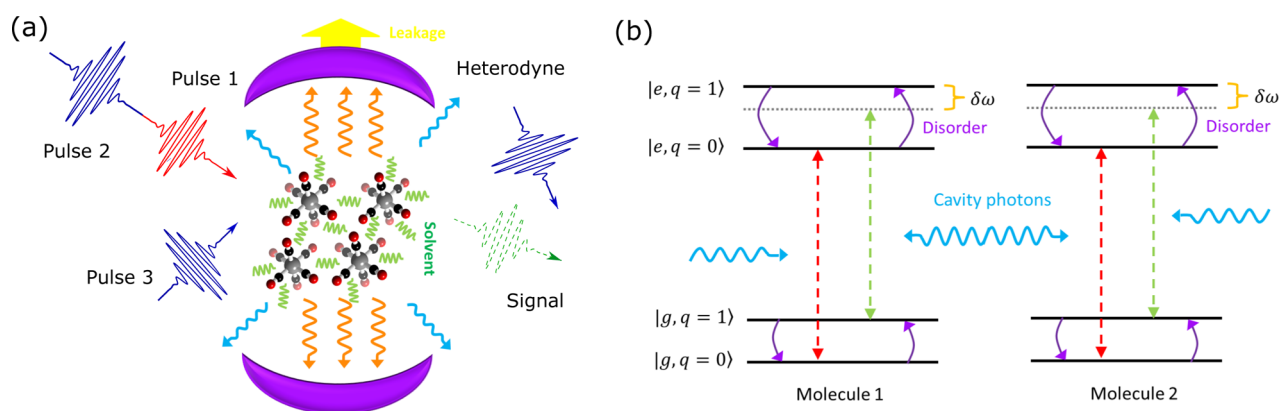 (a)
Leakage
Pulse 1
Heterodyne
Pulse 2
Solvent
Pulse 3
Signal
(b)
|e, q = 1⟩
δω
Disorder
|e, q = 0⟩
δω
Disorder
Cavity photons
|g, q = 1⟩
|g, q = 0⟩
Molecule 1
Molecule 2